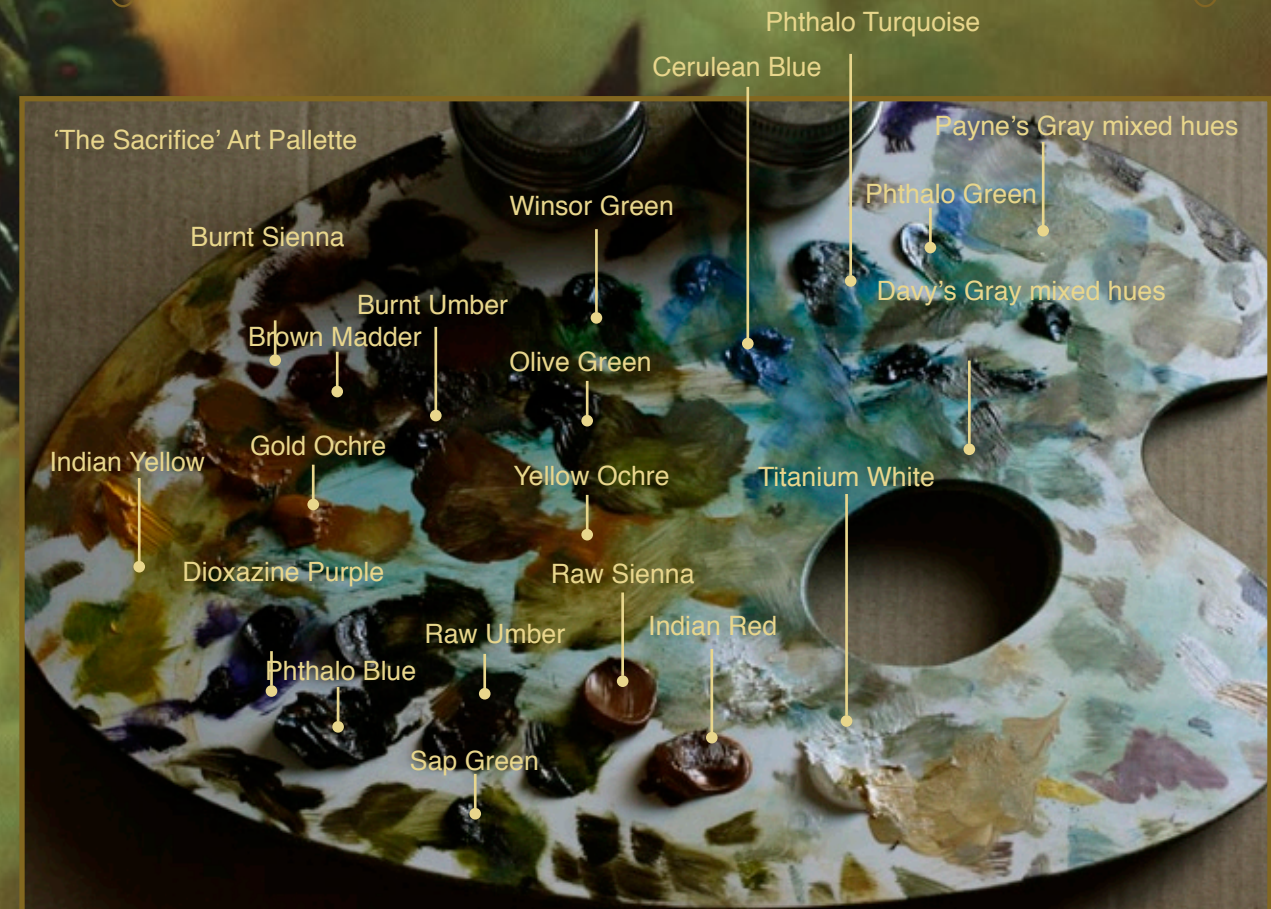 Phthalo Turquoise
Cerulean Blue
'The Sacrifice' Art Pallette
Payne's Gray mixed hues
Phthalo Green
Winsor Green
Burnt Sienna
Davy's Gray mixed hues
Burnt Umber
Brown Madder
Olive Green
Gold Ochre
Indian Yellow
Yellow Ochre
Titanium White
Dioxazine Purple
Raw Sienna
Raw Umber
Indian Red
Phthalo Blue
Sap Green